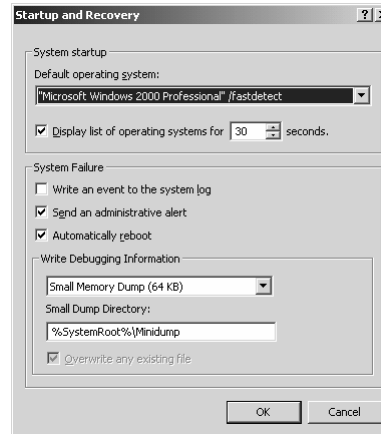 Startup and Recovery
System startup
Default operating system:
"Microsoft Windows 2000 Professional" /fastdetect
Display list of operating systems for 30 seconds.
System Failure
Write an event to the system log
Send an administrative alert
Automatically reboot
Write Debugging Information
Small Memory Dump (64 KB)
Small Dump Directory:
%SystemRoot%\Minidump
Overwrite any existing file
OK Cancel